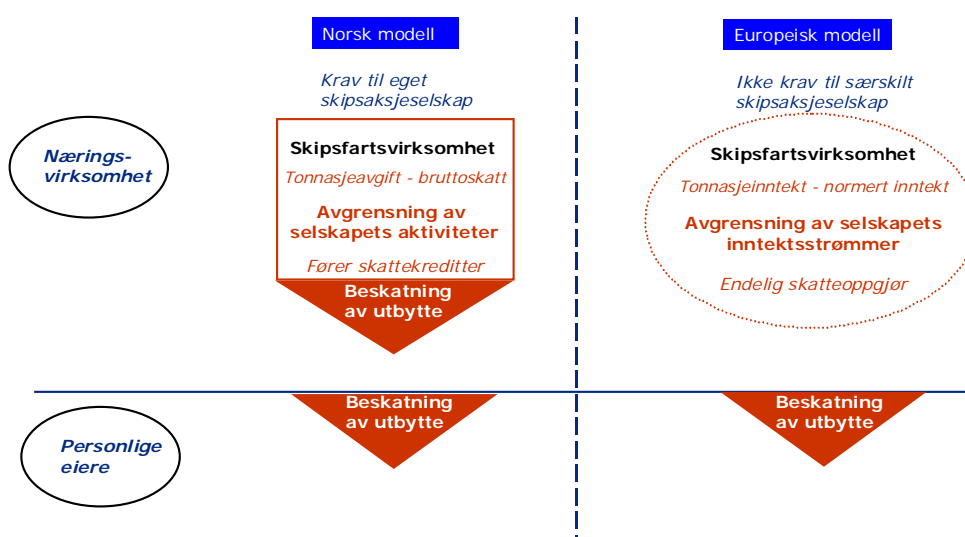 Norsk modell
Europeisk modell
Krav til eget
skipsaksjeselskap
Ikke krav til særskilt
skipsaksjeselskap
Nærings-
virksomhet
Skipsfartsvirksomhet
Tonnasjeavgift - bruttoskatt
Avgrensning av
selskapets aktiviteter
Fører skattekreditter
Beskatning
av utbytte
Skipsfartsvirksomhet
Tonnasjeinntekt - normert inntekt
Avgrensning av selskapets
inntektsstrømmer
Endelig skatteoppgjør
Personlige
eiere
Beskatning
av utbytte
Beskatning
av utbytte